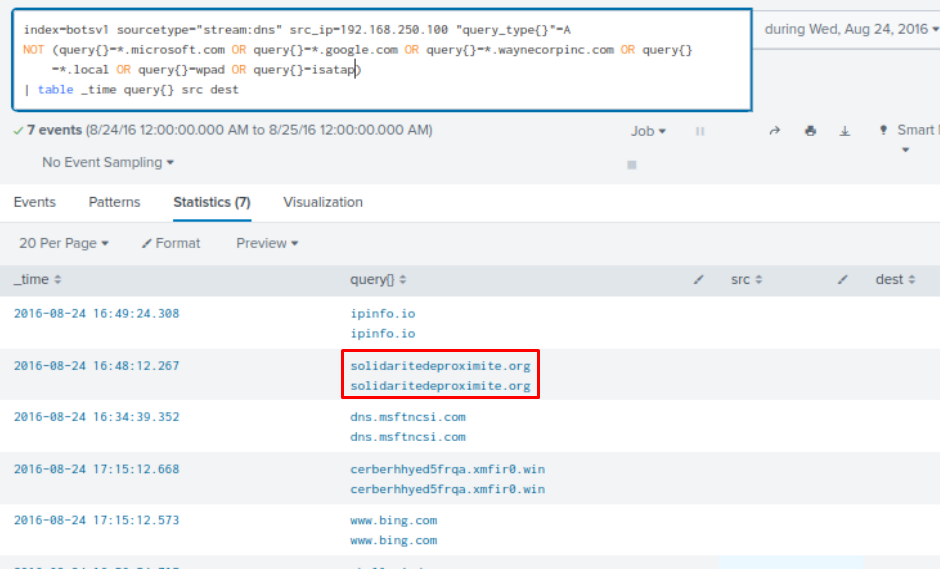 index=botsv1 sourcetype="stream:dns" src_ip=192.168.250.100 "query_type{}"=A
NOT (query{}=*.microsoft.com OR query{}=*.google.com OR query{}=*.waynecorpinc.com OR query{}
=*.local OR query{}=wpad OR query{}=isatap)
| table _time query{} src dest
during Wed, Aug 24, 2016
✓ 7 events (8/24/16 12:00:00.000 AM to 8/25/16 12:00:00.000 AM)
Job
Smart
No Event Sampling
Events Patterns Statistics (7) Visualization
20 Per Page Format Preview
_time query{} src dest
2016-08-24 16:49:24.308 ipinfo.io
ipinfo.io
2016-08-24 16:48:12.267 solidaritedeproximite.org
solidaritedeproximite.org
2016-08-24 16:34:39.352 dns.msftncsi.com
dns.msftncsi.com
2016-08-24 17:15:12.668 cerberhhyed5frqa.xmfir0.win
cerberhhyed5frqa.xmfir0.win
2016-08-24 17:15:12.573 www.bing.com
www.bing.com